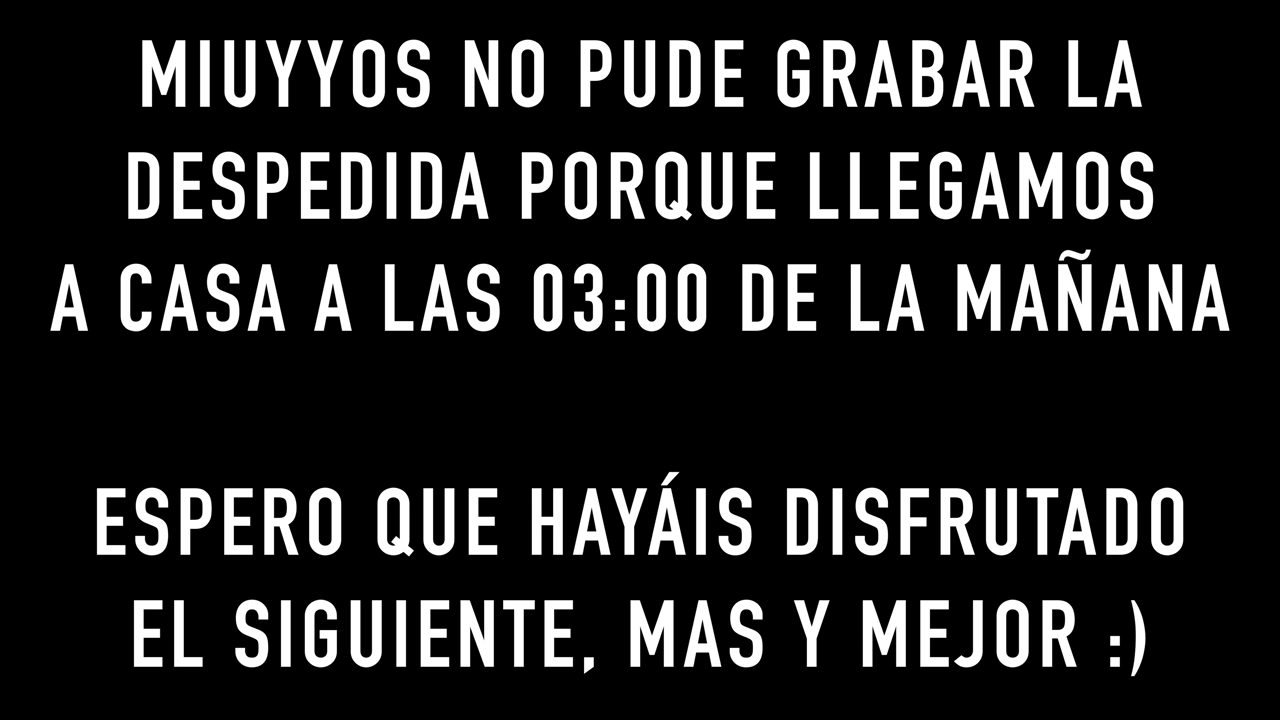 MIUYYOS NO PUDE GRABAR LA
DESPEDIDA PORQUE LLEGAMOS
A CASA A LAS 03:00 DE LA MAÑANA
ESPERO QUE HAYÁIS DISFRUTADO
EL SIGUIENTE, MAS Y MEJOR :)